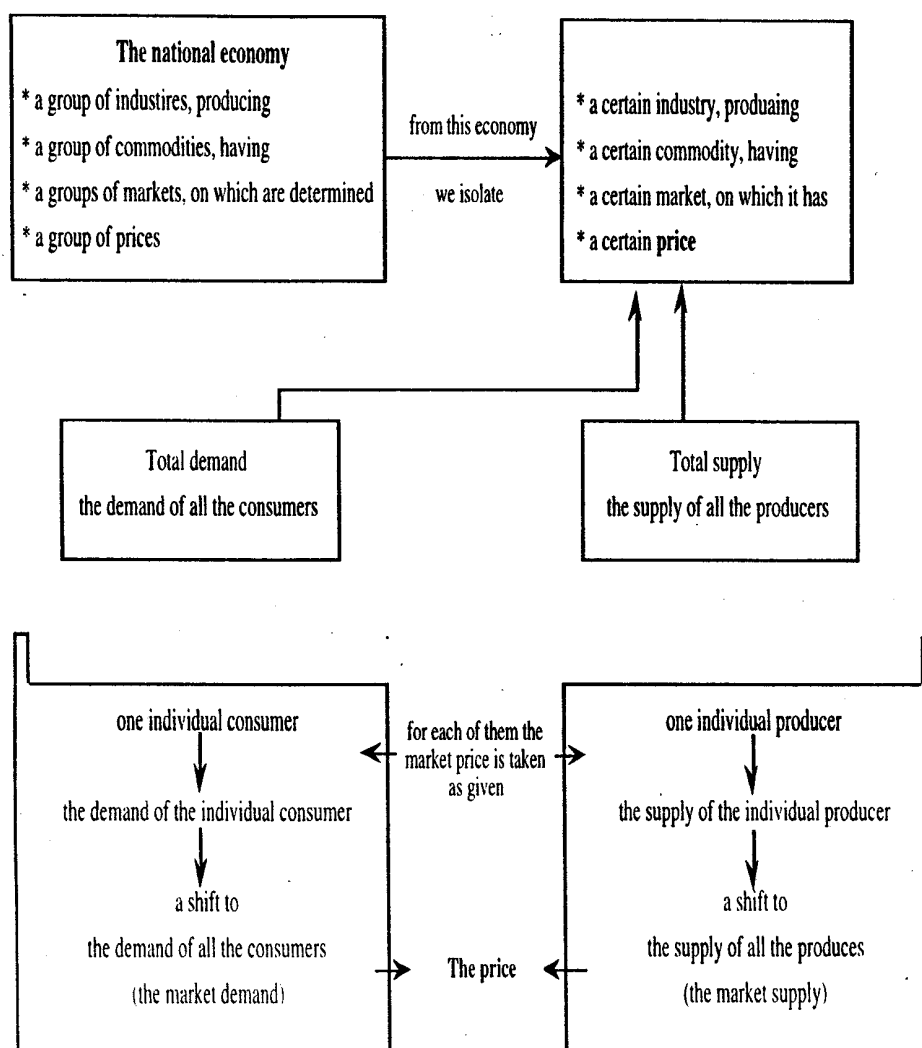 The national economy
* a group of industires, producing
* a group of commodities, having
* a groups of markets, on which are determined
* a group of prices
from this economy
we isolate
* a certain industry, produaing
* a certain commodity, having
* a certain market, on which it has
* a certain price
Total demand
the demand of all the consumers
Total supply
the supply of all the producers
one individual consumer
the demand of the individual consumer
a shift to
the demand of all the consumers
(the market demand)
for each of them the
market price is taken
as given
The price
one individual producer
the supply of the individual producer
a shift to
the supply of all the produces
(the market supply)